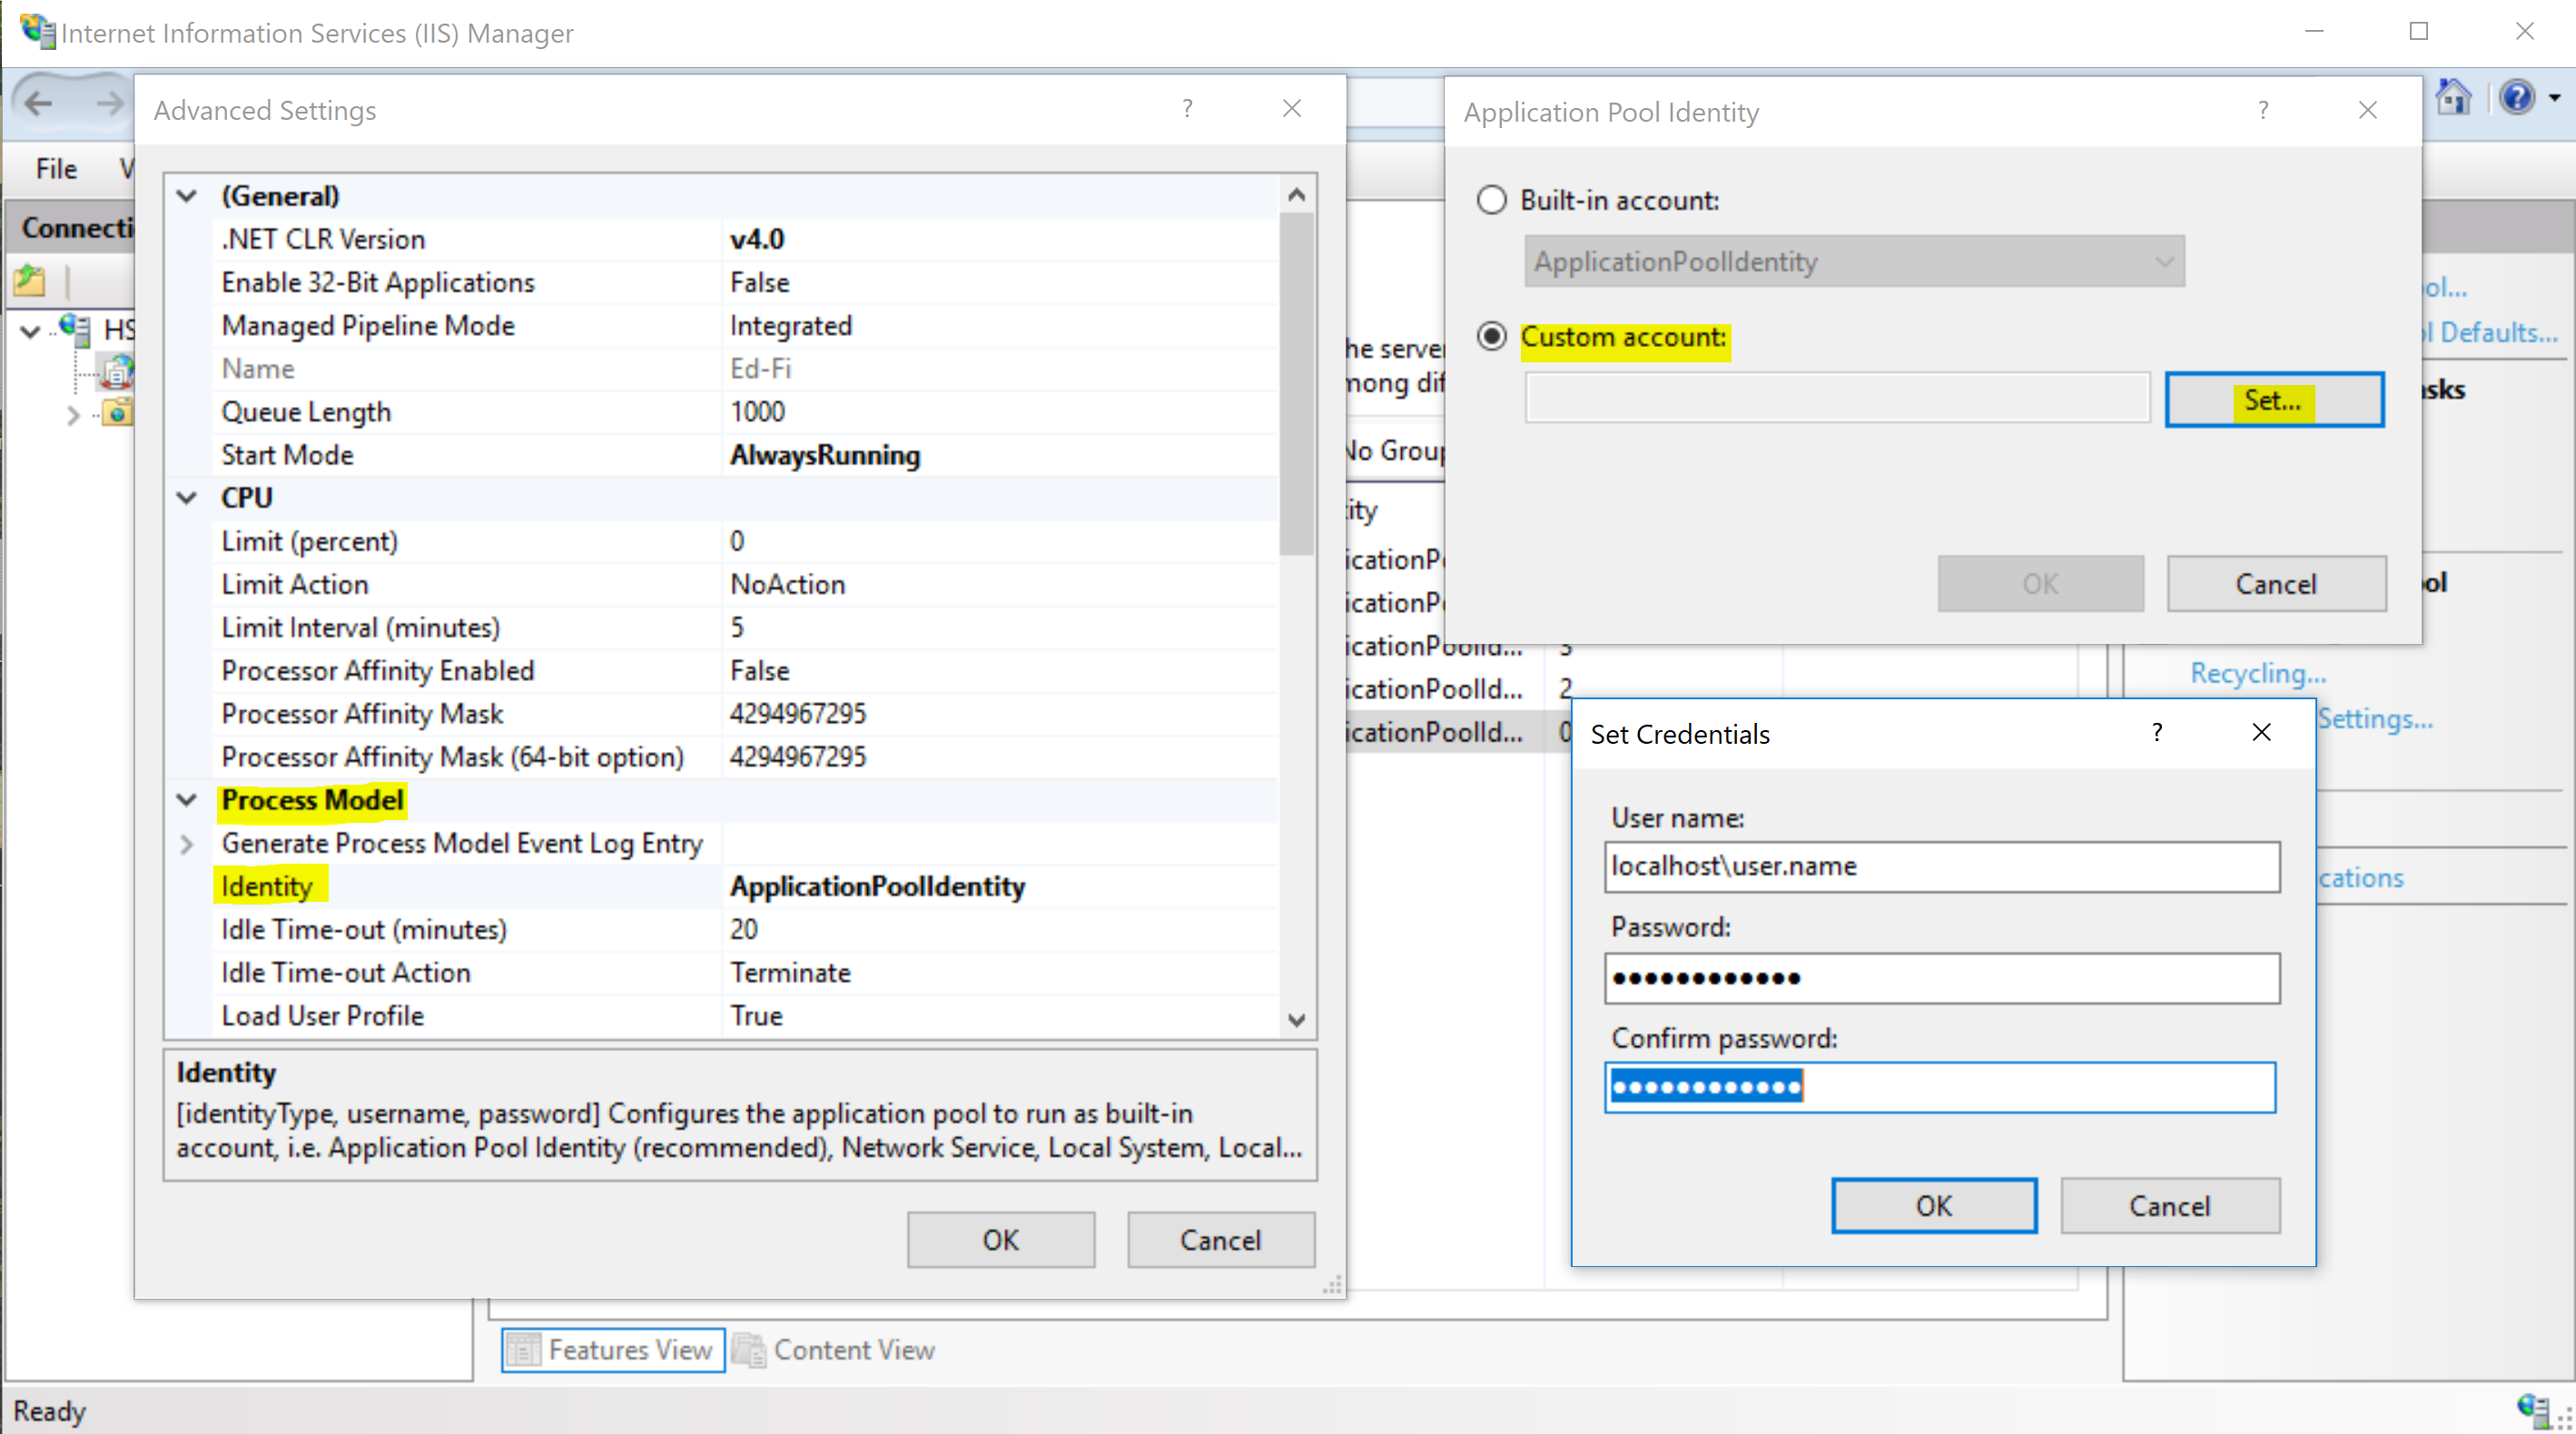 Internet Information Services (IIS) Manager
Advanced Settings
?
(General)
.NET CLR Version v4.0
Enable 32-Bit Applications False
Managed Pipeline Mode Integrated
Name Ed-Fi
Queue Length 1000
Start Mode AlwaysRunning
CPU
Limit (percent) 0
Limit Action NoAction
Limit Interval (minutes) 5
Processor Affinity Enabled False
Processor Affinity Mask 4294967295
Processor Affinity Mask (64-bit option) 4294967295
Process Model
Generate Process Model Event Log Entry
Identity ApplicationPoolIdentity
Idle Time-out (minutes) 20
Idle Time-out Action Terminate
Load User Profile True
Identity
[identityType, username, password] Configures the application pool to run as built-in
account, i.e. Application Pool Identity (recommended), Network Service, Local System, Local...
OK Cancel
Application Pool Identity
?
Built-in account:
ApplicationPoolIdentity
Custom account:
Set...
OK Cancel
Set Credentials
?
User name:
localhost\user.name
Password:
Confirm password:
OK Cancel
File V
Connecti
HS
he server
mong dif
No Group
ity
icationP
icationP
icationPoolId...
icationPoolId... 2
icationPoolId... 0
ool...
l Defaults...
sks
ol
Recycling...
Settings...
cations
Features View Content View
Ready